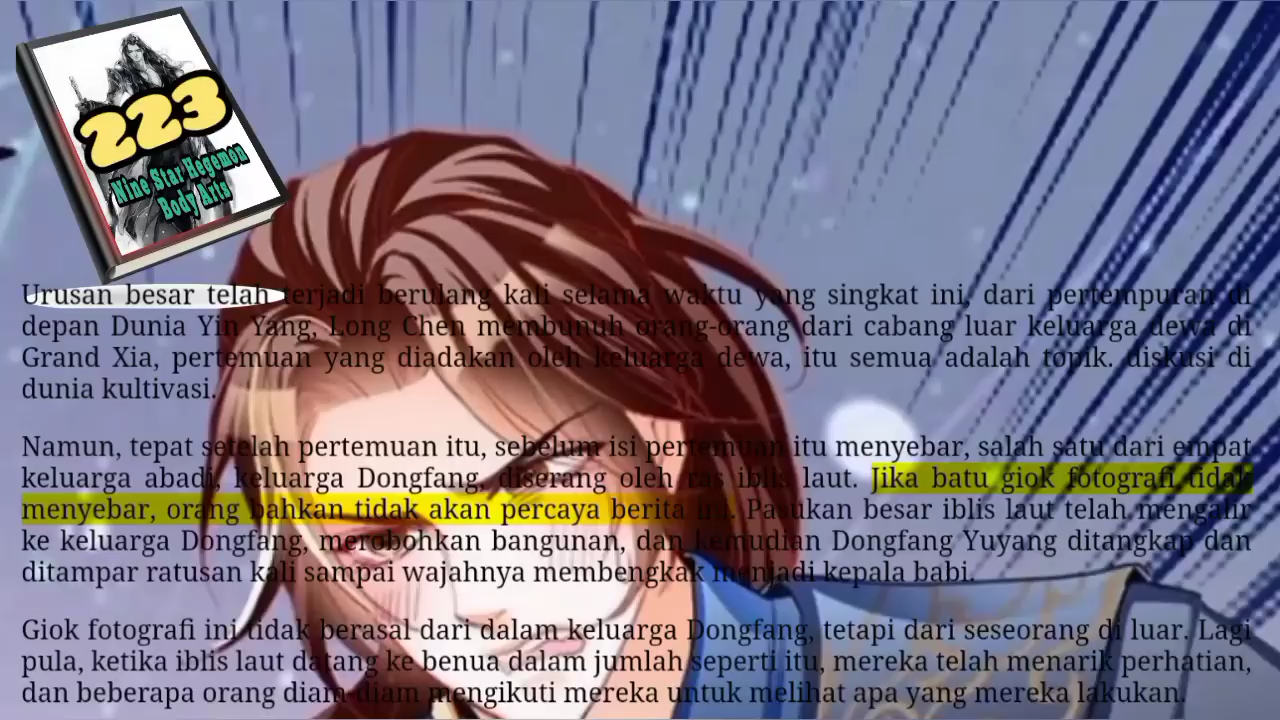 223
Nine Star Hegemon
Body Arts
Urusan besar telah terjadi berulang kali selama waktu yang singkat ini, dari pertempuran di
depan Dunia Yin Yang, Long Chen membunuh orang-orang dari cabang luar keluarga dewa di
Grand Xia, pertemuan yang diadakan oleh keluarga dewa, itu semua adalah topik. diskusi di
dunia kultivasi.
Namun, tepat setelah pertemuan itu, sebelum isi pertemuan itu menyebar, salah satu dari empat
keluarga abadi, keluarga Dongfang, diserang oleh ras iblis laut. Jika batu giok fotografi tidak
menyebar, orang bahkan tidak akan percaya berita ini. Pasukan besar iblis laut telah mengalir
ke keluarga Dongfang, merobohkan bangunan, dan kemudian Dongfang Yuyang ditangkap dan
ditampar ratusan kali sampai wajahnya membengkak menjadi kepala babi.
Giok fotografi ini tidak berasal dari dalam keluarga Dongfang, tetapi dari seseorang di luar. Lagi
pula, ketika iblis laut datang ke benua dalam jumlah seperti itu, mereka telah menarik perhatian,
dan beberapa orang diam-diam mengikuti mereka untuk melihat apa yang mereka lakukan.